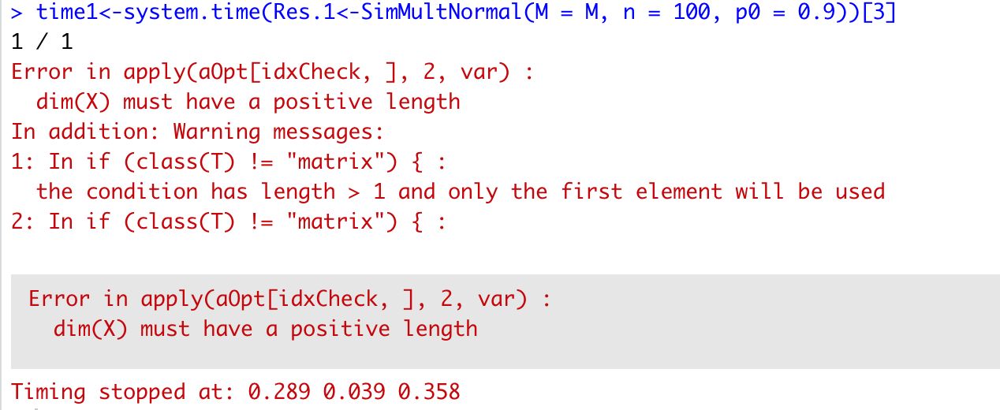 > time1<-system.time(Res.1<-SimMultNormal(M = M, n = 100, p0 = 0.9))[3]
1 / 1
Error in apply(aOpt[idxCheck, ], 2, var) :
  dim(X) must have a positive length
In addition: Warning messages:
1: In if (class(T) != "matrix") { :
  the condition has length > 1 and only the first element will be used
2: In if (class(T) != "matrix") { :
Error in apply(aOpt[idxCheck, ], 2, var) :
  dim(X) must have a positive length
Timing stopped at: 0.289 0.039 0.358